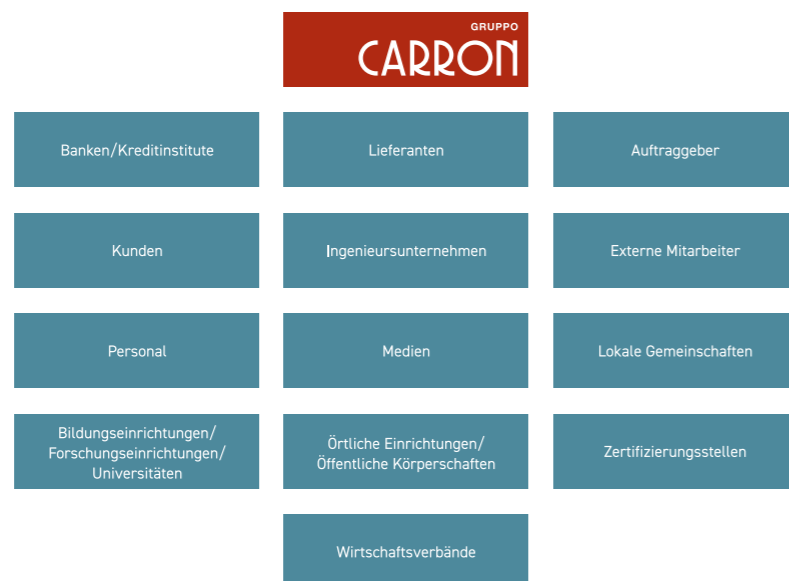 GRUPPO
CARRON
Banken/Kreditinstitute
Lieferanten
Auftraggeber
Kunden
Ingenieursunternehmen
Externe Mitarbeiter
Personal
Medien
Lokale Gemeinschaften
Bildungseinrichtungen/
Forschungseinrichtungen/
Universitäten
Örtliche Einrichtungen/
Öffentliche Körperschaften
Zertifizierungsstellen
Wirtschaftsverbände